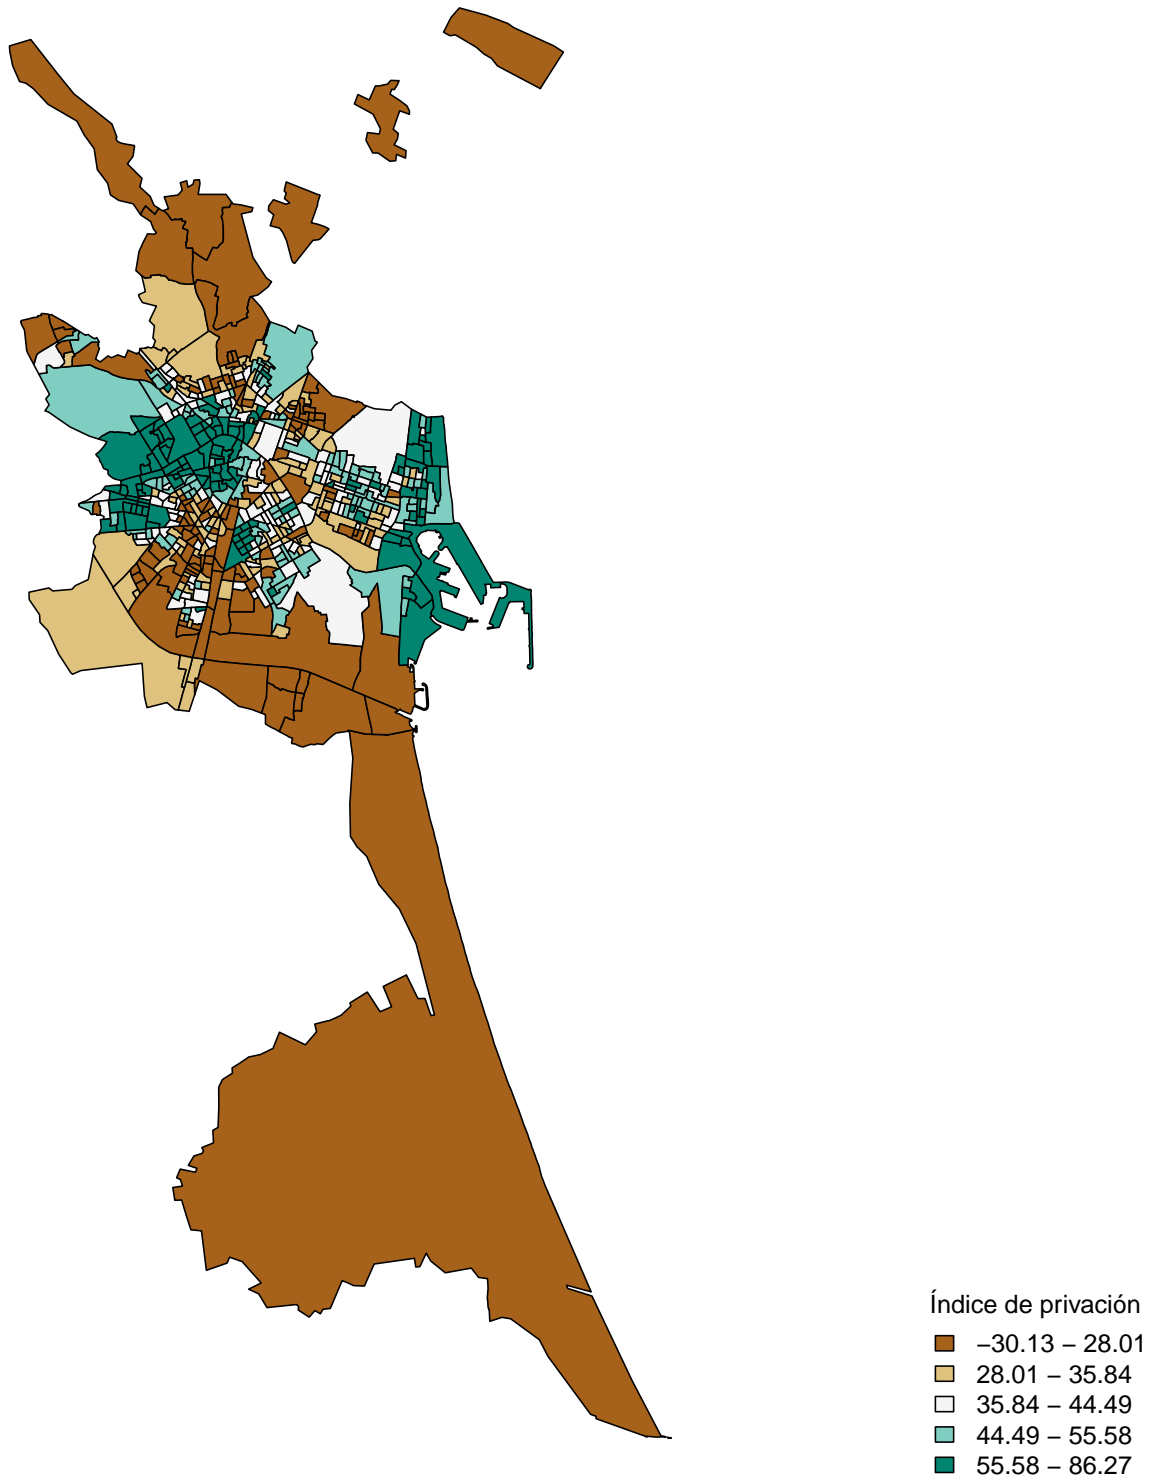 Índice de privación
−30.13 − 28.01
28.01 − 35.84
35.84 − 44.49
44.49 − 55.58
55.58 − 86.27